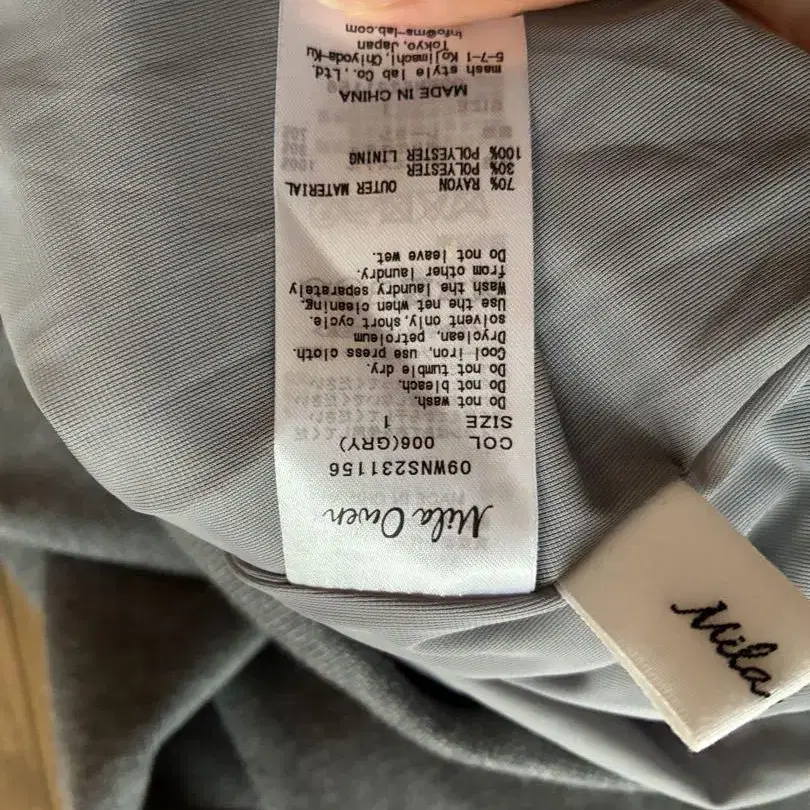 Mila Owen
09WNS231156
COL 006(GRY)
SIZE 1
Do not wash.
Do not bleach.
Do not tumble dry.
Cool iron, use press cloth.
Dryclean, petroleum
solvent only, short cycle.
Use the net when cleaning.
Wash the laundry separately
from other laundry.
Do not leave wet.
70% RAYON OUTER MATERIAL
30% POLYESTER
100% POLYESTER LINING
MADE IN CHINA
mash style lab Co., Ltd.
5-7-1 Kojimachi, Chiyoda-Ku
Tokyo, Japan
Info@ms-lab.com
Mila